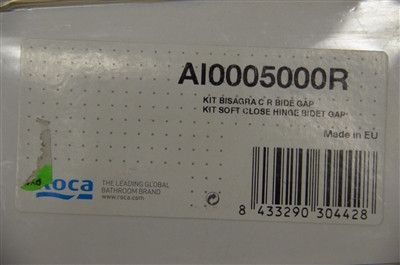 AI0005000R
KIT BISAGRA C R BIDÉ GAP
KIT SOFT CLOSE HINGE BIDET GAP
Made in EU
Roca
THE LEADING GLOBAL
BATHROOM BRAND
www.roca.com
8 433290 304428